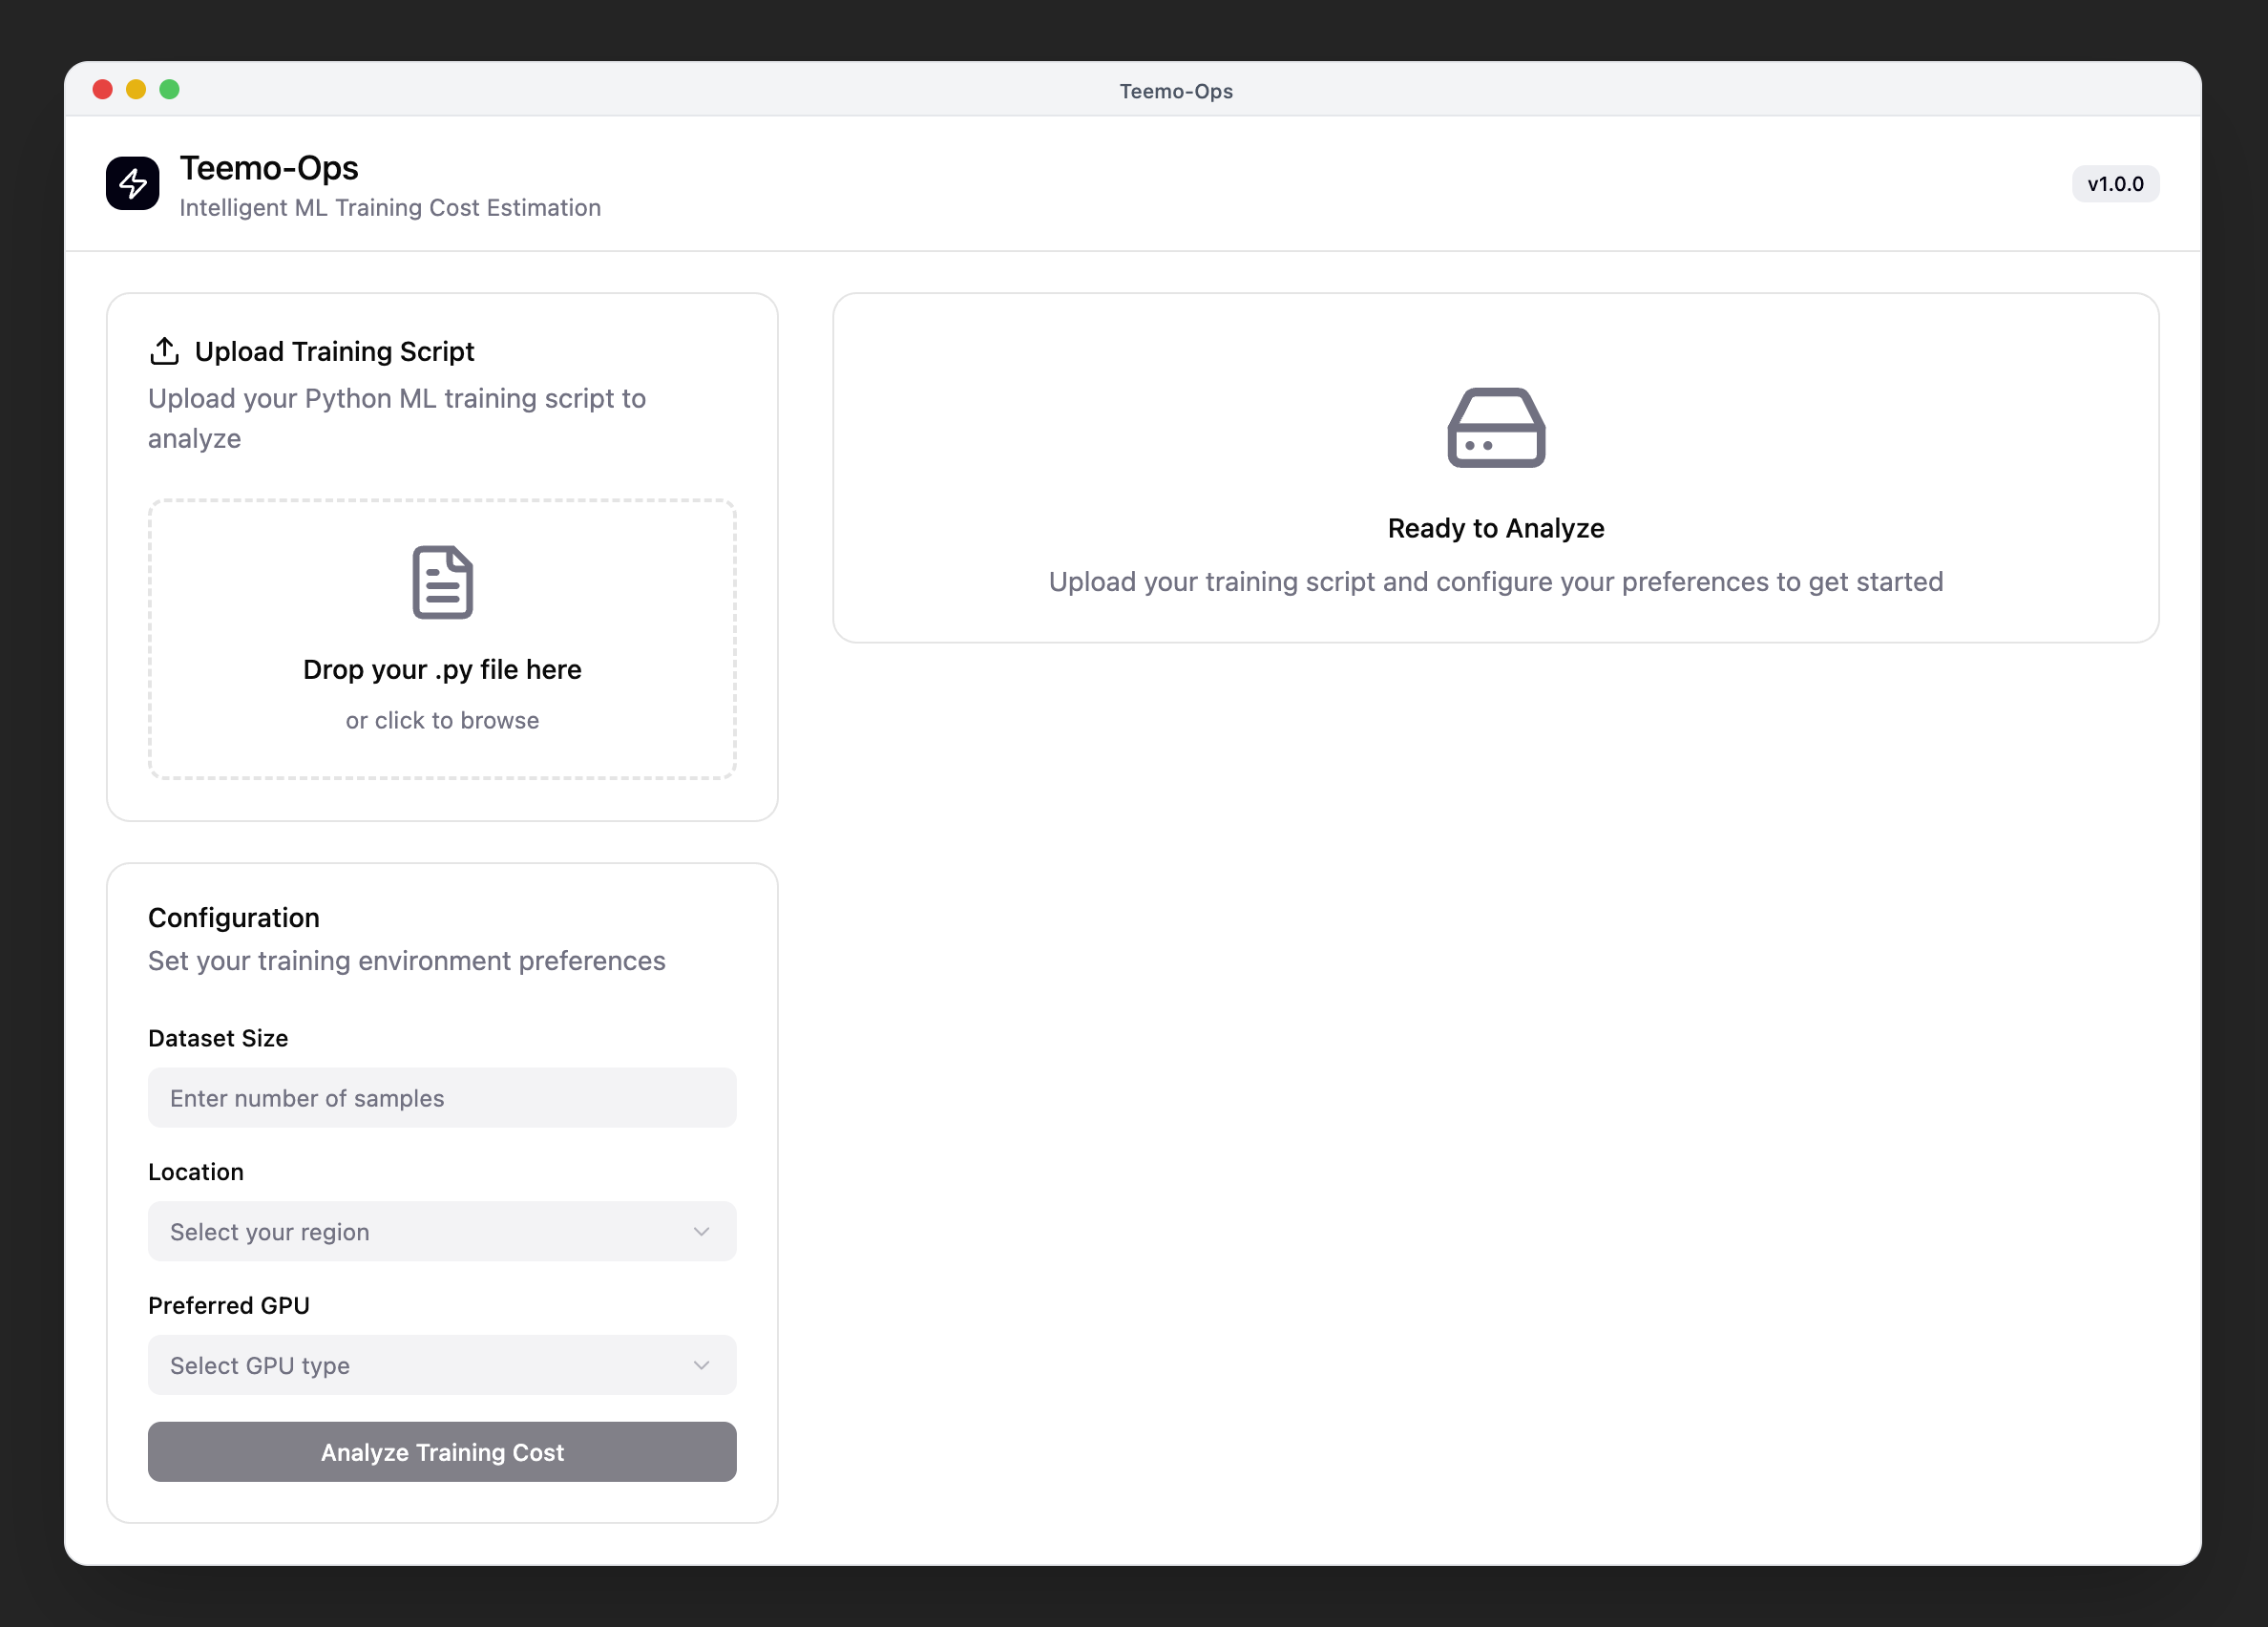 Teemo-Ops
Teemo-Ops
Intelligent ML Training Cost Estimation
v1.0.0
Upload Training Script
Upload your Python ML training script to
analyze
Drop your .py file here
or click to browse
Ready to Analyze
Upload your training script and configure your preferences to get started
Configuration
Set your training environment preferences
Dataset Size
Enter number of samples
Location
Select your region
Preferred GPU
Select GPU type
Analyze Training Cost